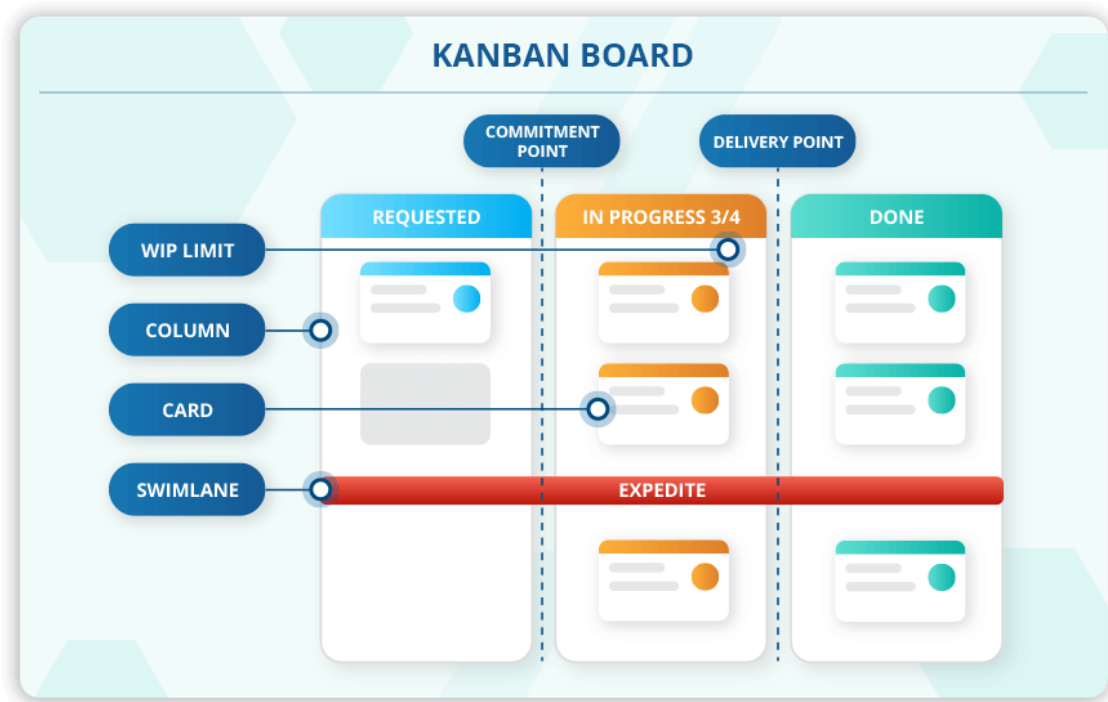 KANBAN BOARD
COMMITMENT
POINT
DELIVERY POINT
REQUESTED
IN PROGRESS 3/4
DONE
WIP LIMIT
COLUMN
CARD
SWIMLANE
EXPEDITE